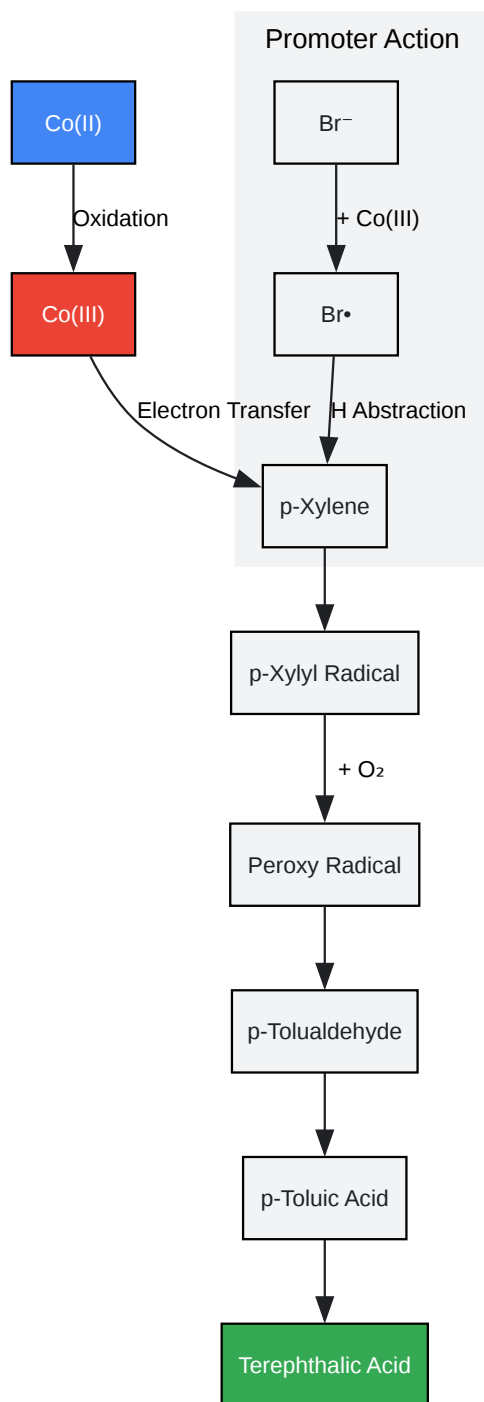 Promoter Action
Co(II)
Br⁻
Oxidation
+ Co(III)
Co(III)
Br•
Electron Transfer
H Abstraction
p-Xylene
p-Xylyl Radical
+ O₂
Peroxy Radical
p-Tolualdehyde
p-Toluic Acid
Terephthalic Acid